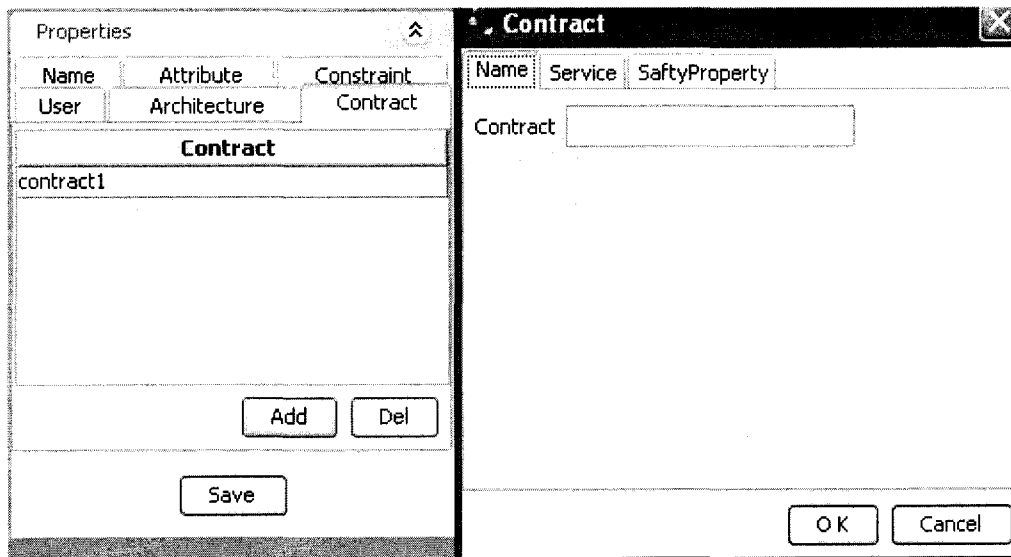 Properties
Name Attribute Constraint
User Architecture Contract
Contract
contract1
Add Del
Save
Contract
Name Service SaftyProperty
Contract
OK Cancel